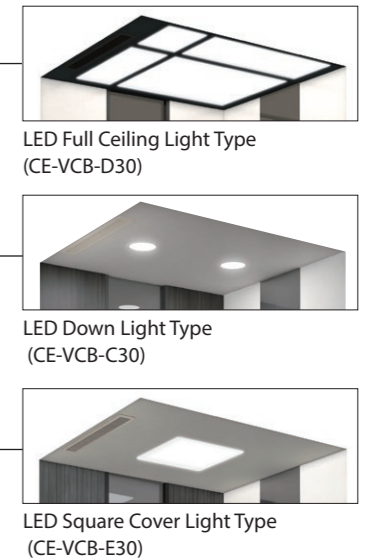 LED Full Ceiling Light Type
(CE-VCB-D30)
LED Down Light Type
(CE-VCB-C30)
LED Square Cover Light Type
(CE-VCB-E30)